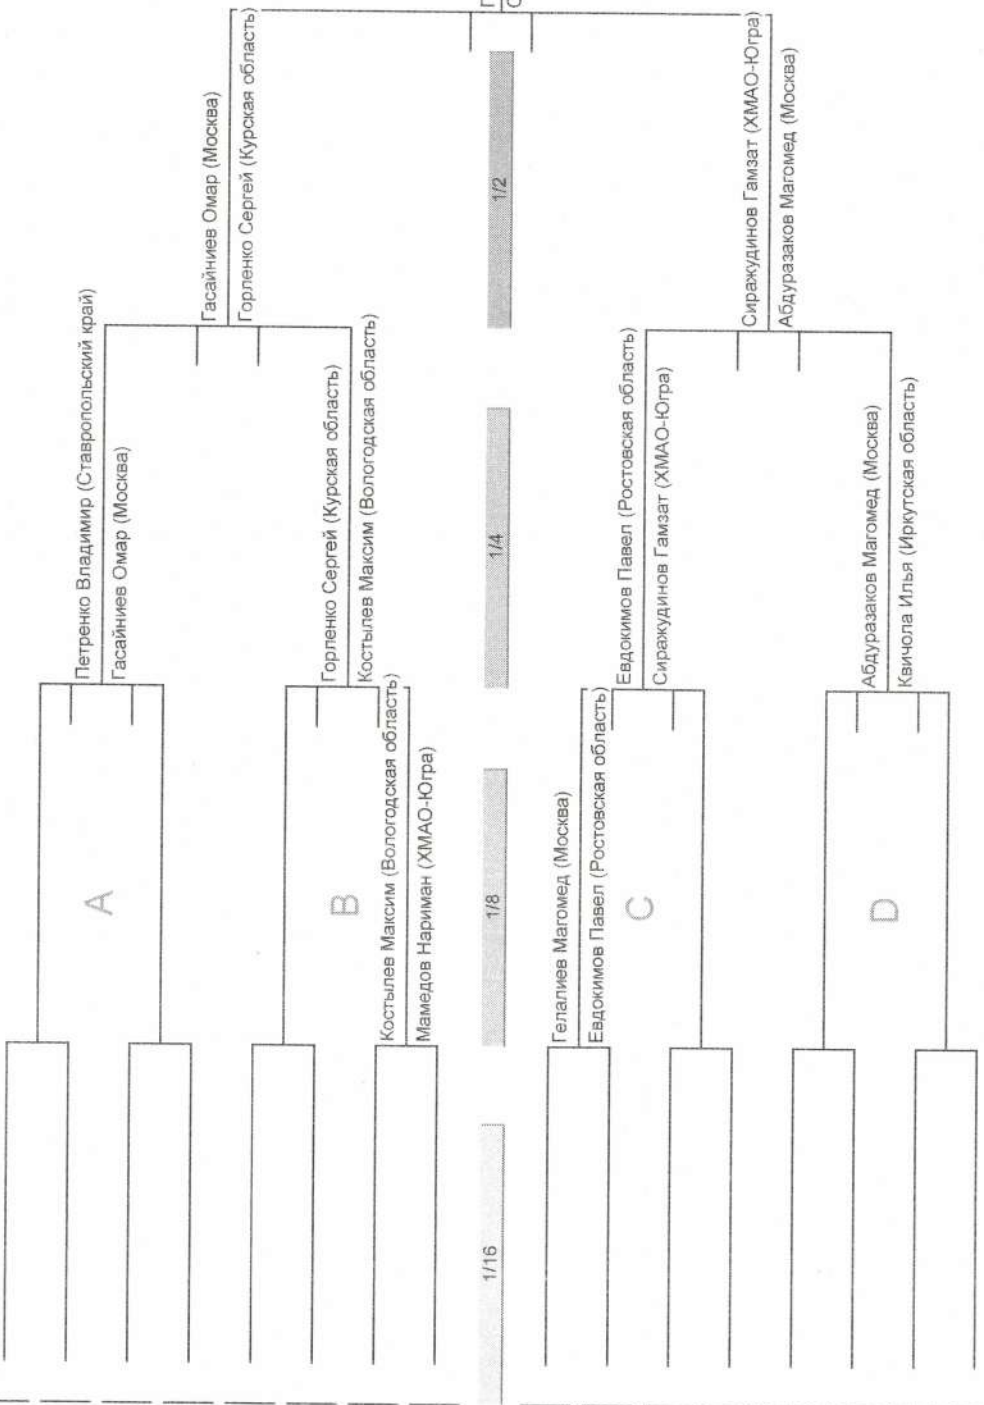 1/16
1/8
1/4
1/2
A
B
C
D
Петренко Владимир (Ставропольский край)
Гасайниев Омар (Москва)
Гасайниев Омар (Москва)
Горленко Сергей (Курская область)
Горленко Сергей (Курская область)
Костылев Максим (Вологодская область)
Костылев Максим (Вологодская область)
Мамедов Нариман (ХМАО-Югра)
Гелалиев Магомед (Москва)
Евдокимов Павел (Ростовская область)
Евдокимов Павел (Ростовская область)
Сиражудинов Гамзат (ХМАО-Югра)
Сиражудинов Гамзат (ХМАО-Югра)
Абдуразаков Магомед (Москва)
Абдуразаков Магомед (Москва)
Квичола Илья (Иркутская область)